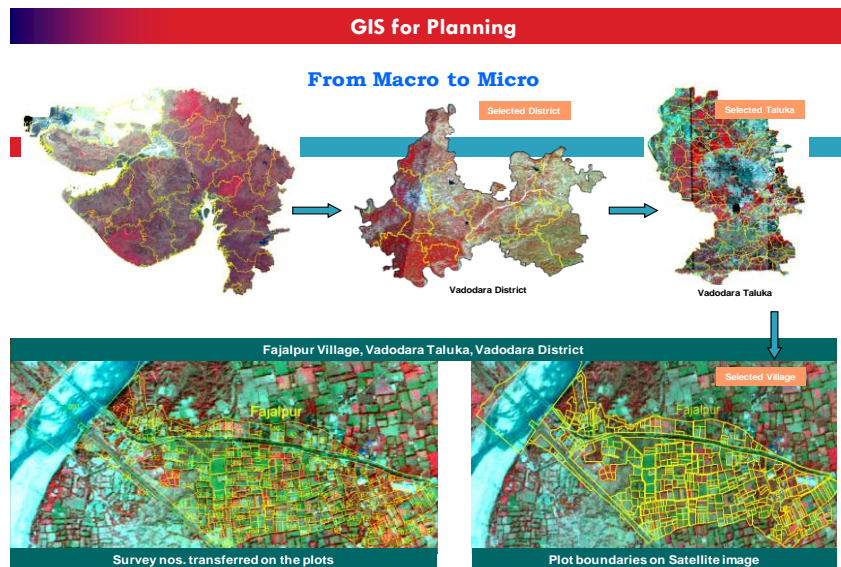 GIS for Planning
From Macro to Micro
Selected District
Selected Taluka
Vadodara District
Vadodara Taluka
Fajalpur Village, Vadodara Taluka, Vadodara District
Selected Village
Fajalpur
Fajalpur
Survey nos. transferred on the plots
Plot boundaries on Satellite image